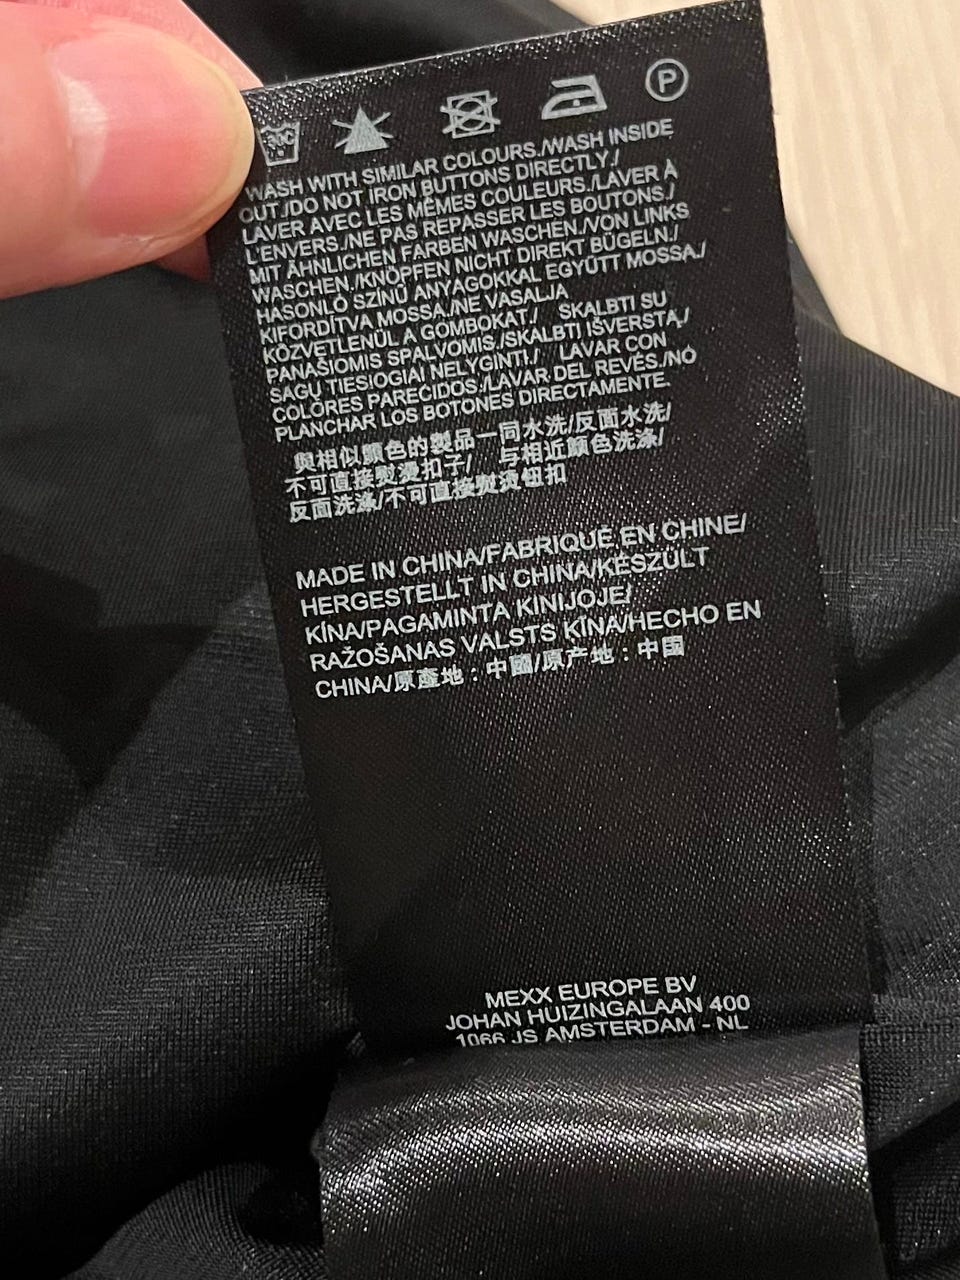 30C
P
WASH WITH SIMILAR COLOURS./WASH INSIDE
OUT./DO NOT IRON BUTTONS DIRECTLY./
LAVER AVEC LES MÊMES COULEURS./LAVER À
L'ENVERS./NE PAS REPASSER LES BOUTONS./
MIT ÄHNLICHEN FARBEN WASCHEN./VON LINKS
WASCHEN./KNÖPFEN NICHT DIREKT BÜGELN./
HASONLÓ SZÍNŰ ANYAGOKKAL EGYÜTT MOSSA./
KIFORDÍTVA MOSSA./NE VASALJA
KÖZVETLENÜL A GOMBOKAT./ SKALBTI SU
PANAŠIOMIS SPALVOMIS./SKALBTI IŠVERSTĄ./
SAGŲ TIESIOGIAI NELYGINTI./ LAVAR CON
COLÓRES PARECIDOS./LAVAR DEL REVÉS./NO
PLANCHAR LOS BOTONES DIRECTAMENTE.
與相似顏色的製品一同水洗/反面水洗/
不可直接熨燙扣子/ 与相近颜色洗涤/
反面洗涤/不可直接熨烫钮扣
MADE IN CHINA/FABRIQUÉ EN CHINE/
HERGESTELLT IN CHINA/KÉSZÜLT
KÍNA/PAGAMINTA KINIJOJE/
RAŽOŠANAS VALSTS ĶĪNA/HECHO EN
CHINA/原產地：中國/原产地：中国
MEXX EUROPE BV
JOHAN HUIZINGALAAN 400
1066 JS AMSTERDAM - NL